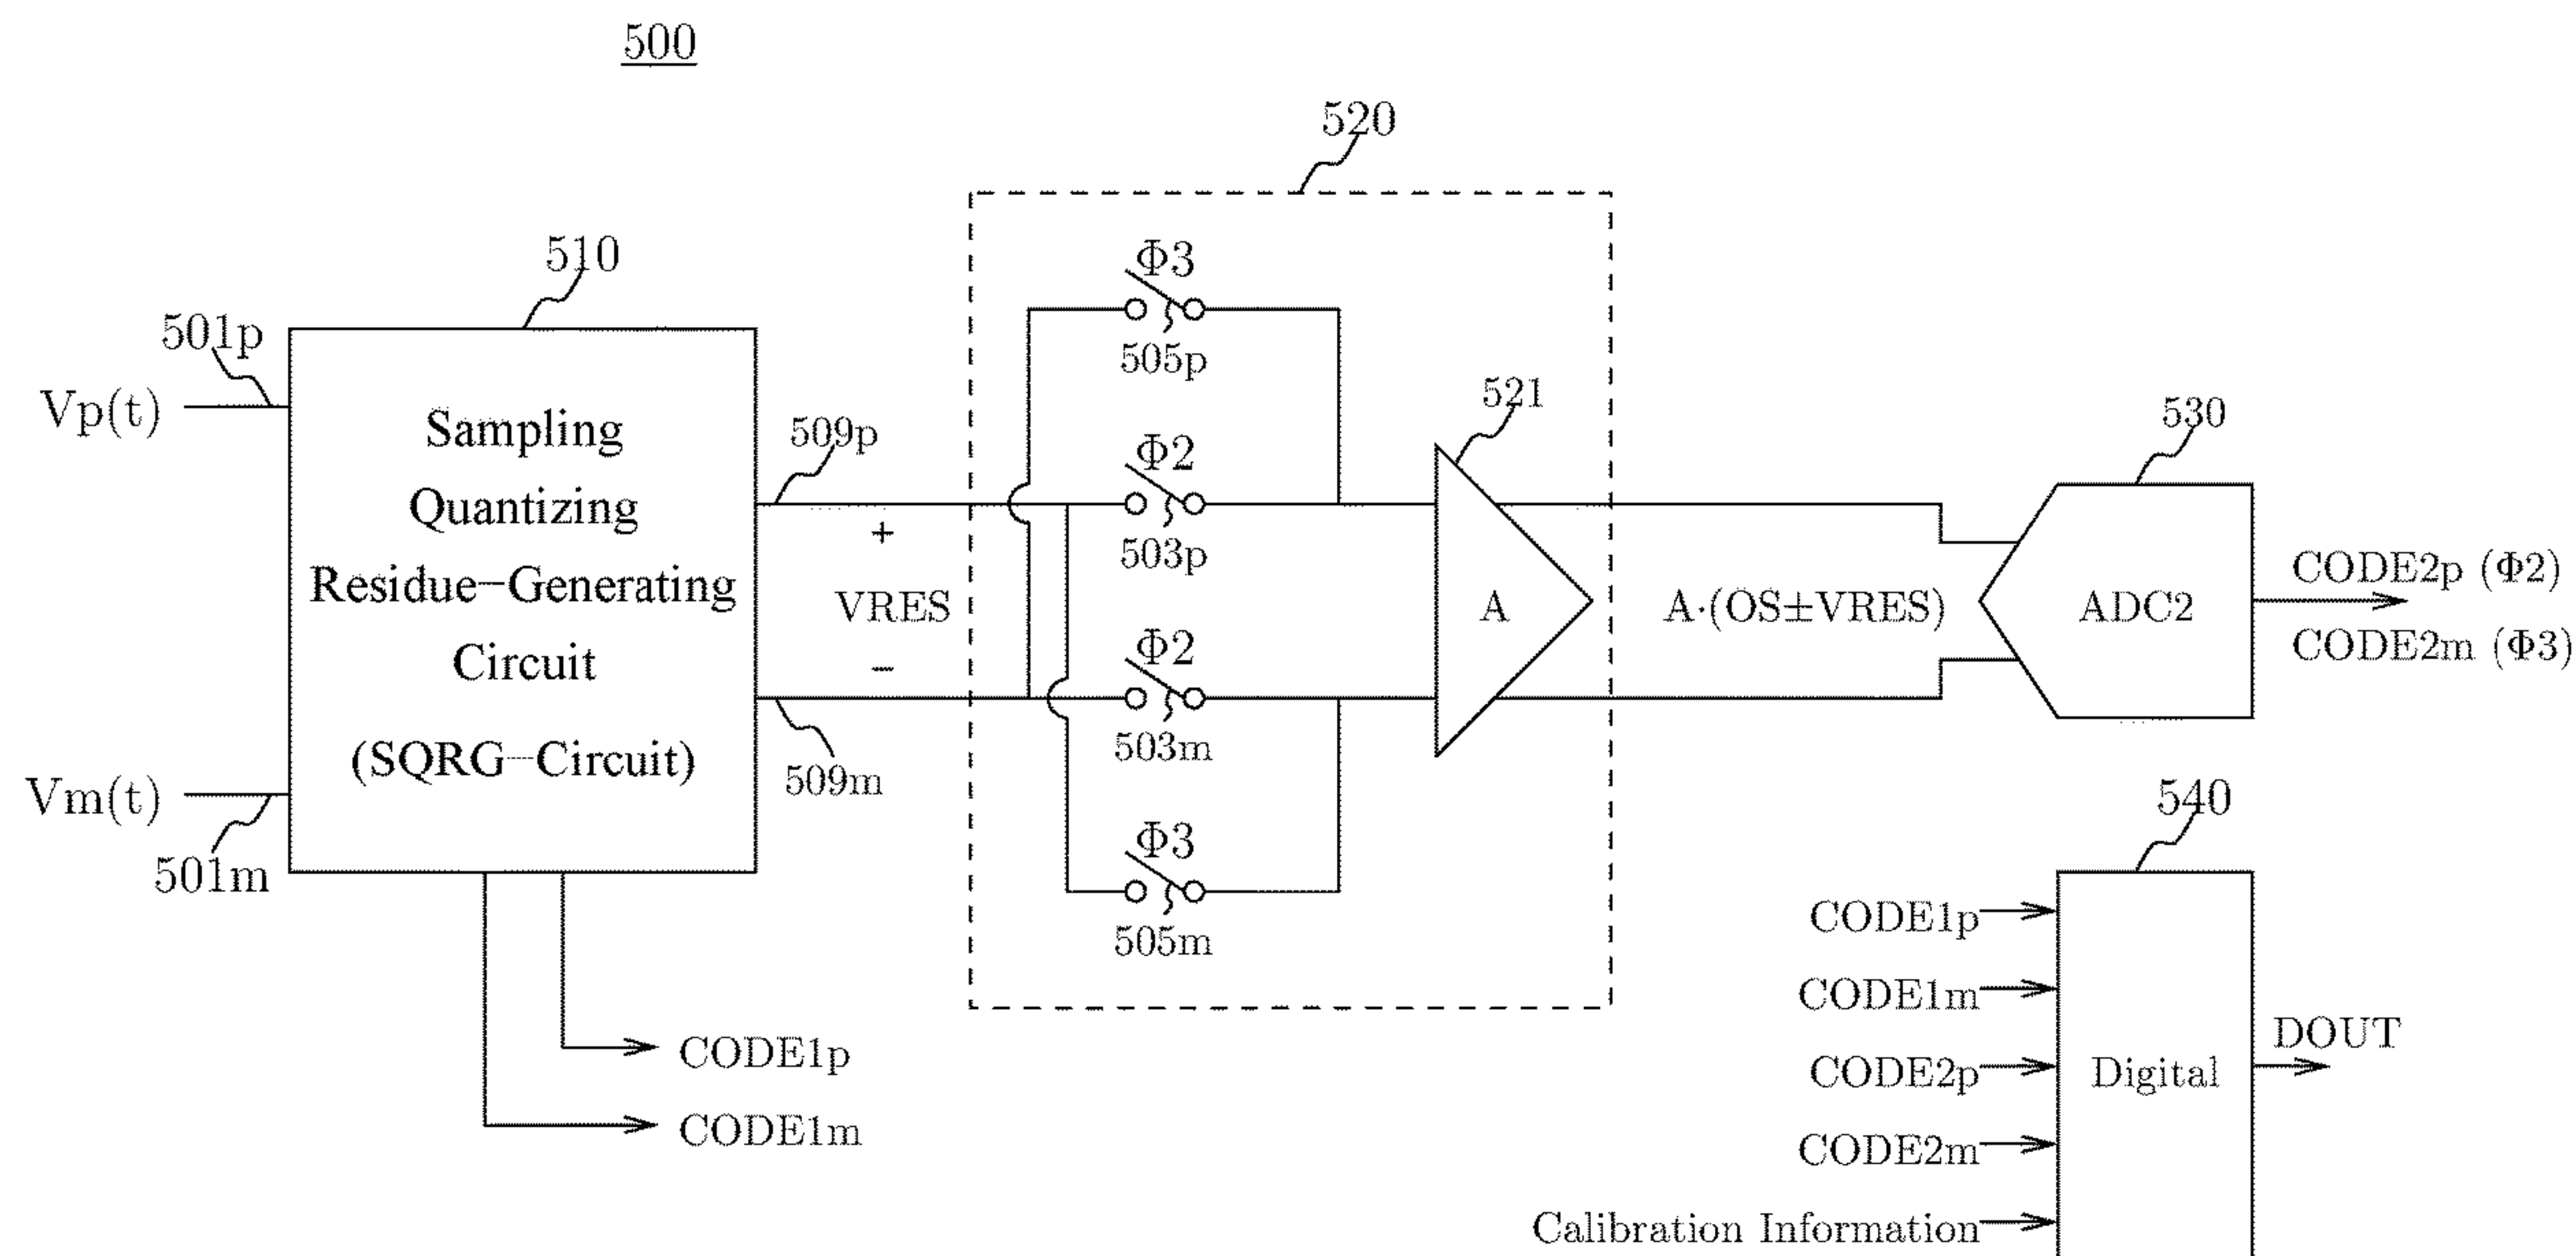 500
520
510
Φ3
501p
505p
521
Vp(t)
Sampling
Quantizing
Residue–Generating
Circuit
(SQRG–Circuit)
509p
Φ2
503p
530
+
VRES
−
A
A·(OS±VRES)
ADC2
CODE2p (Φ2)
CODE2m (Φ3)
Φ2
503m
509m
Vm(t)
501m
Φ3
505m
540
CODE1p
CODE1m
CODE1p
CODE1m
CODE2p
CODE2m
Calibration Information
Digital
DOUT